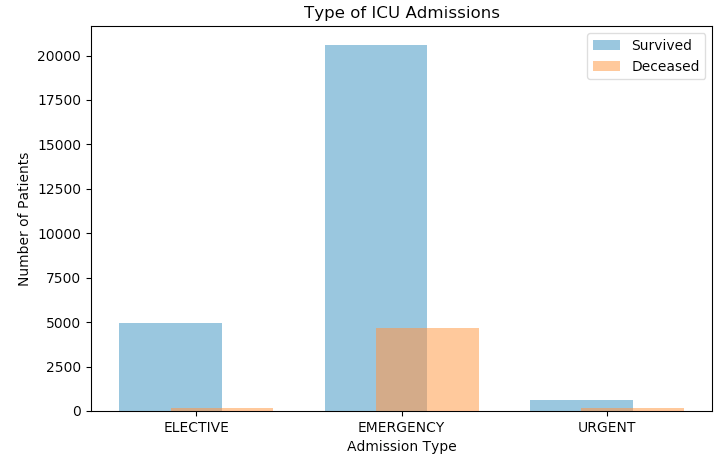 Type of ICU Admissions
Survived
Deceased
Number of Patients
20000
17500
15000
12500
10000
7500
5000
2500
0
ELECTIVE EMERGENCY URGENT
Admission Type